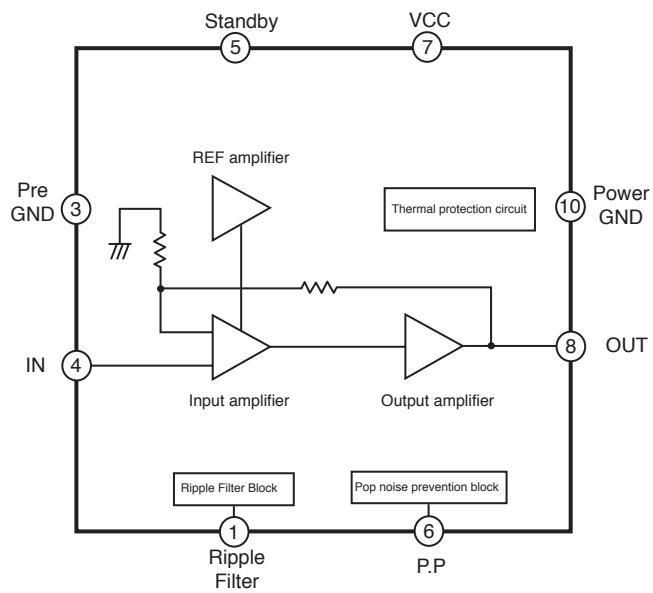 Standby
VCC
5
7
REF amplifier
Pre
GND
3
Thermal protection circuit
10
Power
GND
IN
4
8
OUT
Input amplifier
Output amplifier
Ripple Filter Block
Pop noise prevention block
1
6
Ripple
Filter
P.P